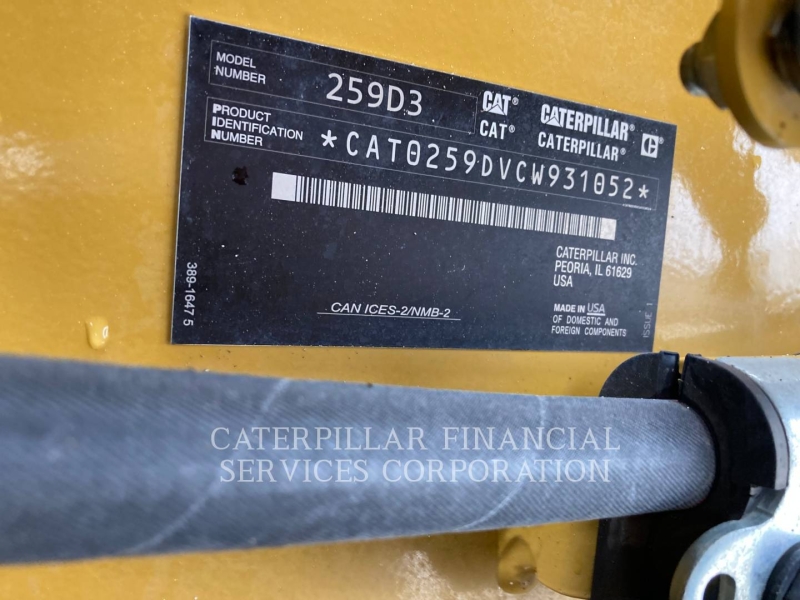 MODEL NUMBER 259D3
CAT® CATERPILLAR®
CAT® CATERPILLAR®
PRODUCT
IDENTIFICATION
NUMBER
*CAT0259DVCW931052*
CATERPILLAR INC.
PEORIA, IL 61629
USA
389-1647 5
CAN ICES-2/NMB-2
MADE IN USA
OF DOMESTIC AND
FOREIGN COMPONENTS
ISSUE 1
CATERPILLAR FINANCIAL
SERVICES CORPORATION